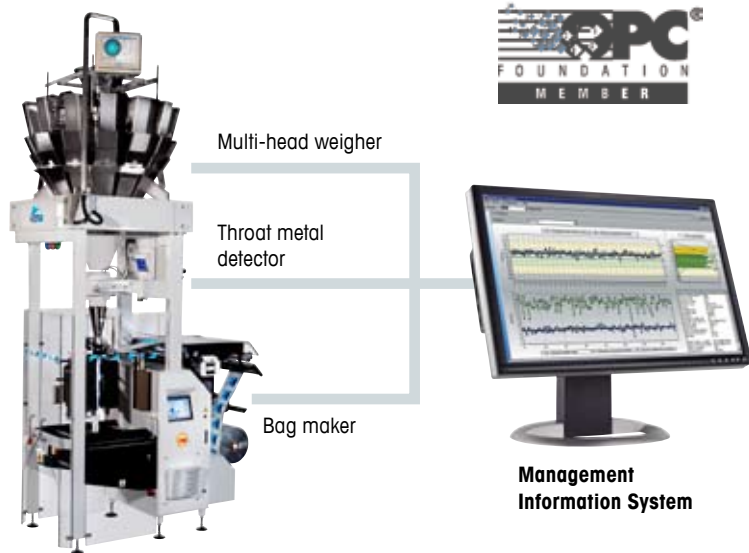 OPC®
FOUNDATION
MEMBER
Multi-head weigher
Throat metal
detector
Bag maker
Management
Information System